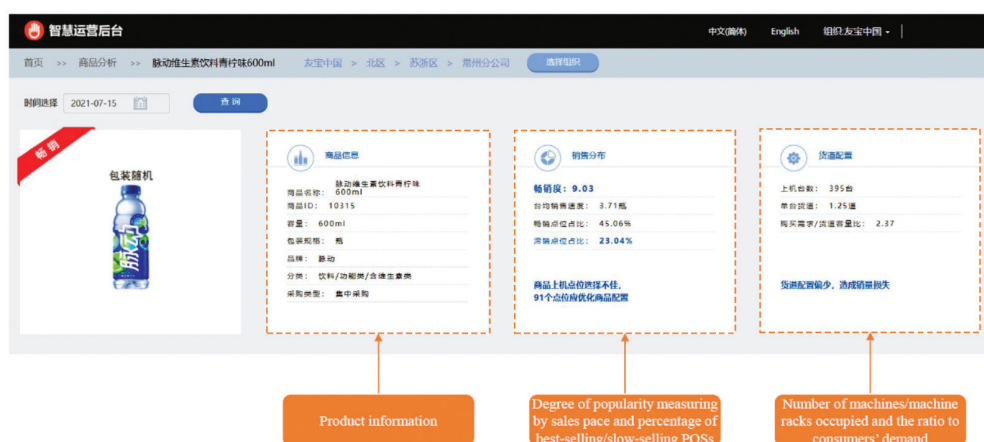 智慧运营后台
中文(简体) English 组织:友宝中国
首页 >> 商品分析 >> 脉动维生素饮料青柠味600ml 友宝中国 > 北区 > 苏浙区 > 常州分公司 选择组织
时间选择 2021-07-15 查 询
畅 销
包装随机
脉动
商品信息
商品名称: 脉动维生素饮料青柠味
600ml
商品ID: 10315
容量: 600ml
包装规格: 瓶
品牌: 脉动
分类: 饮料/功能类/含维生素类
采购类型: 集中采购
销售分布
畅销度: 9.03
台均销售速度: 3.71瓶
畅销点位占比: 45.06%
滞销点位占比: 23.04%
商品上机点位选择不佳,
91个点位应优化商品配置
货道配置
上机台数: 395台
单台货道: 1.25道
购买需求/货道容量比: 2.37
货道配置偏少, 造成销量损失
Product information
Degree of popularity measuring
by sales pace and percentage of
best-selling/slow-selling POSs
Number of machines/machine
racks occupied and the ratio to
consumers' demand